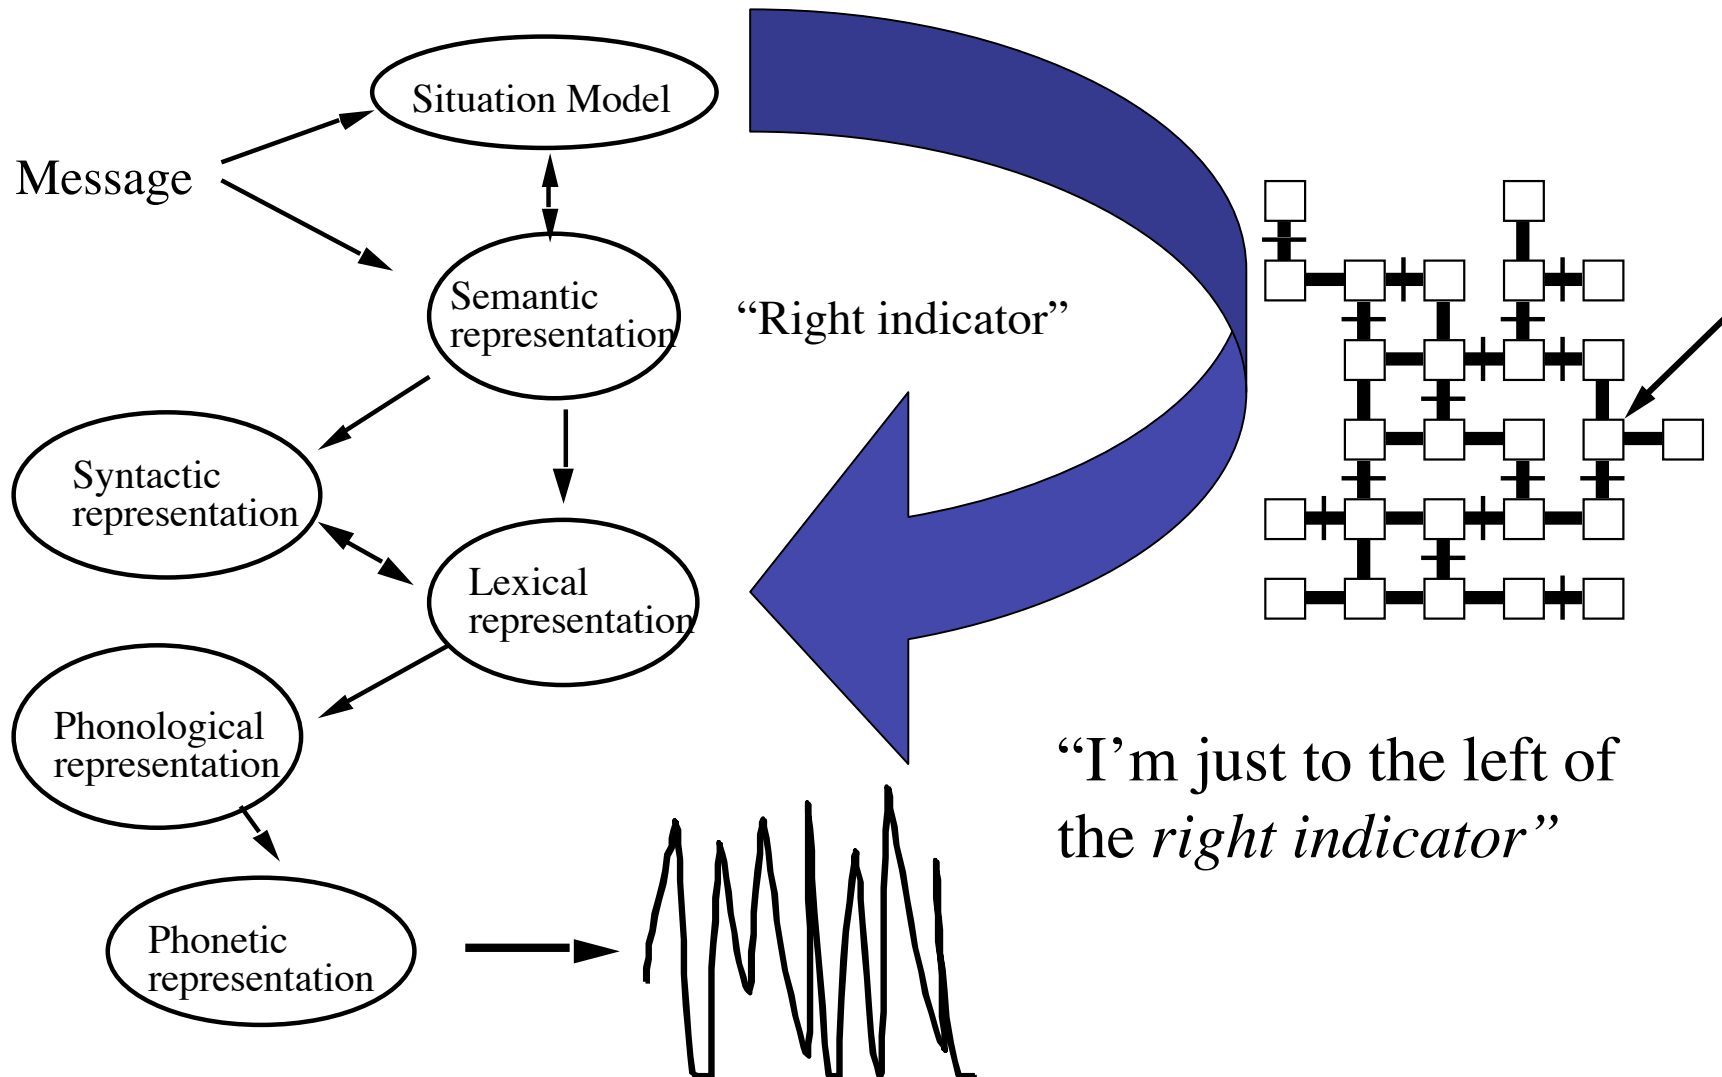 Situation Model
Message
Semantic
representation
“Right indicator”
Syntactic
representation
Lexical
representation
Phonological
representation
“I’m just to the left of
the right indicator”
Phonetic
representation